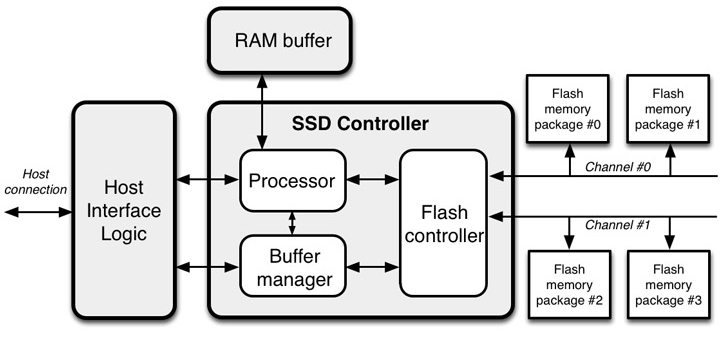 RAM buffer
SSD Controller
Host
connection
Host
Interface
Logic
Processor
Buffer
manager
Flash
controller
Flash
memory
package #0
Flash
memory
package #1
Channel #0
Channel #1
Flash
memory
package #2
Flash
memory
package #3